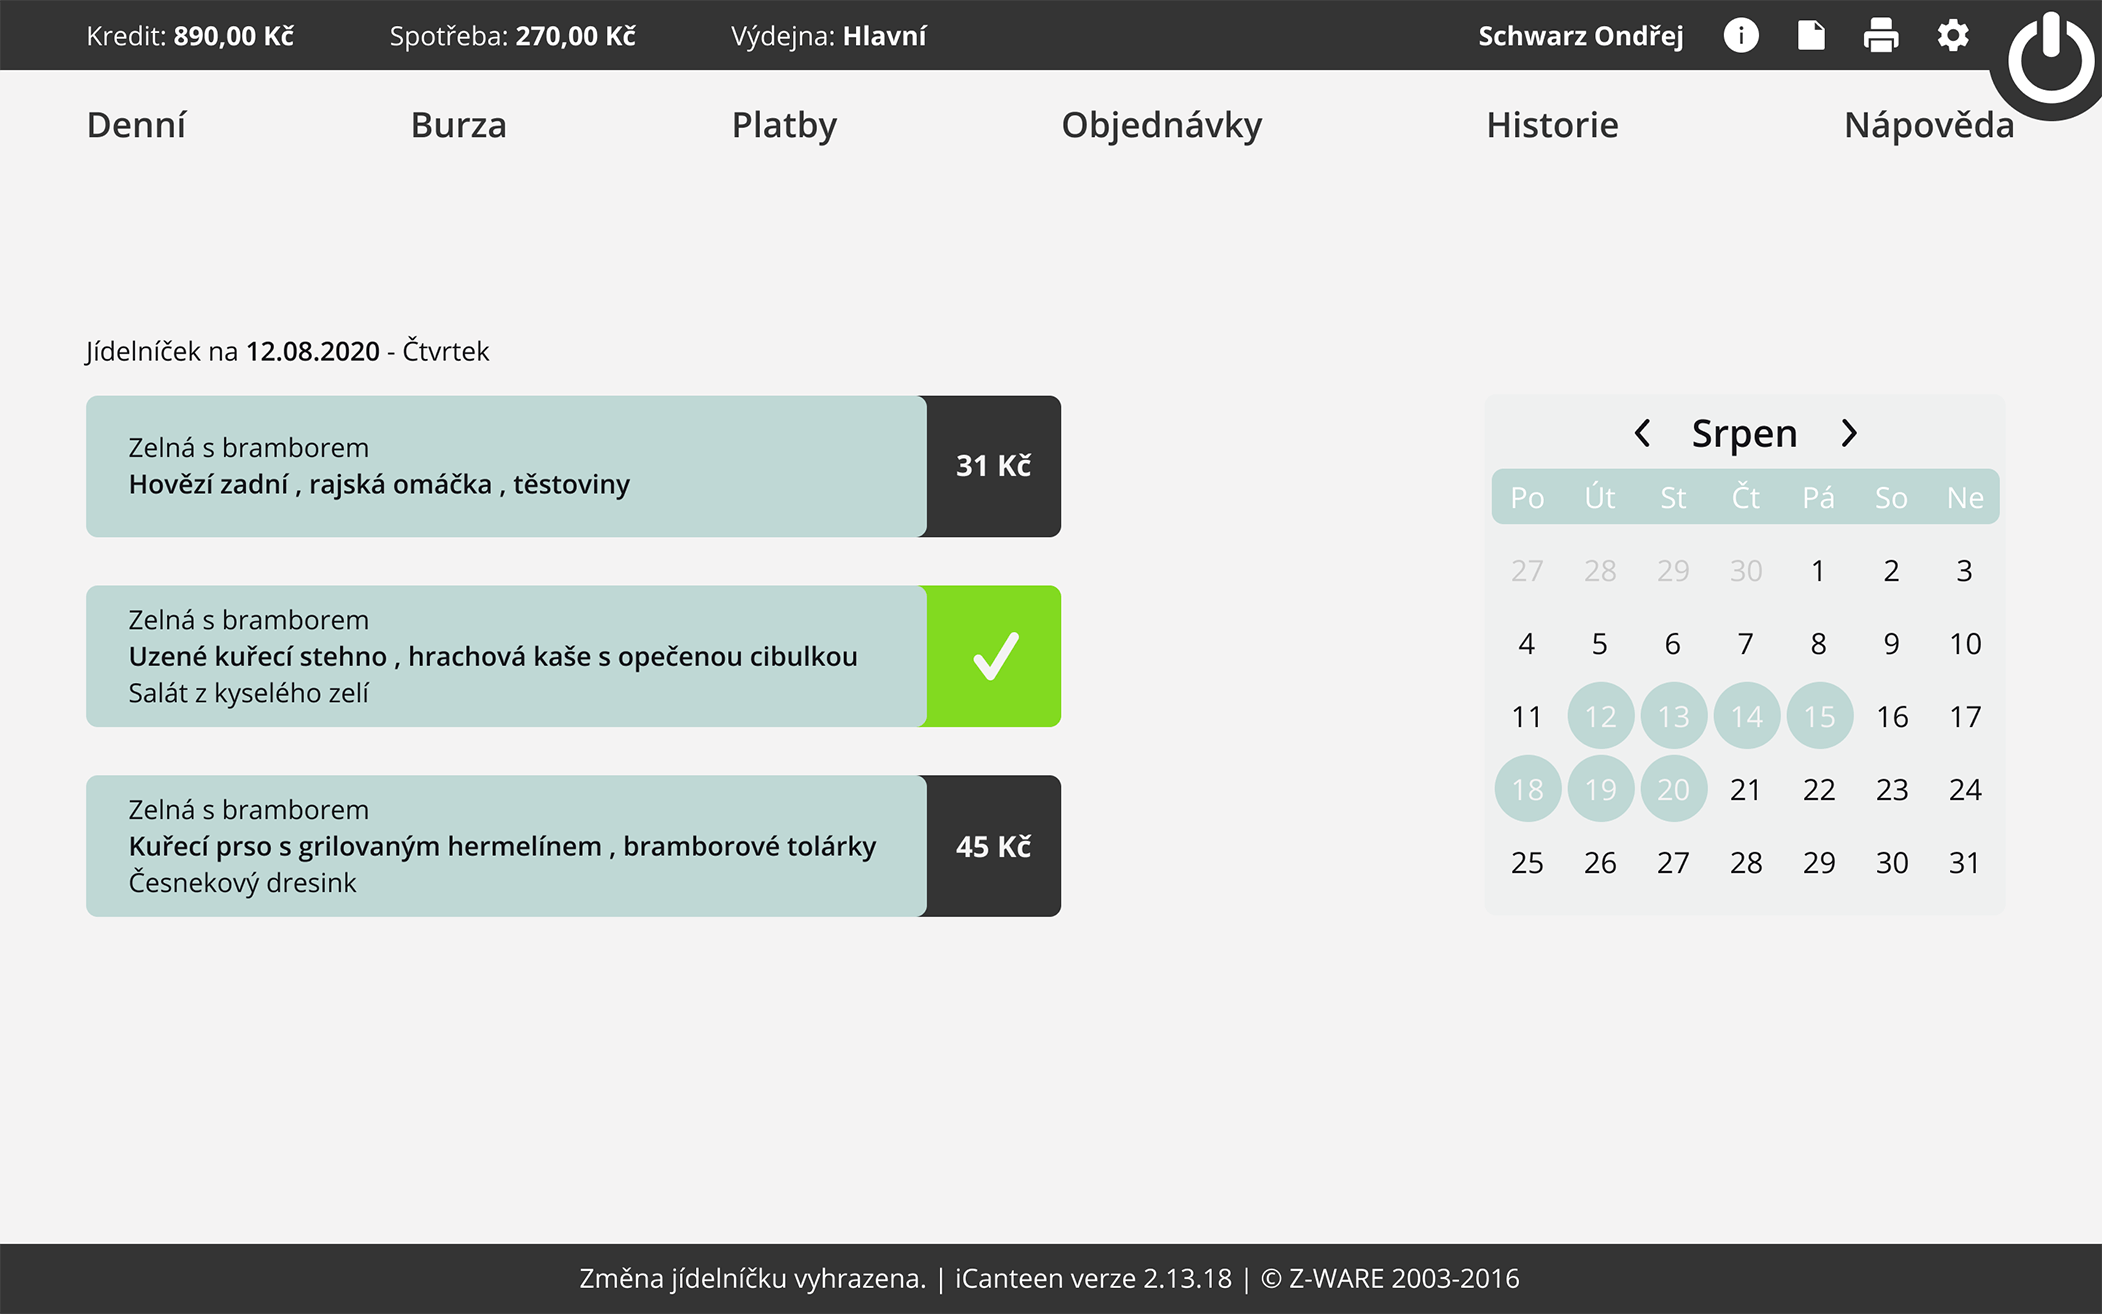 Kredit: 890,00 Kč Spotřeba: 270,00 Kč Výdejna: Hlavní Schwarz Ondřej
Denní Burza Platby Objednávky Historie Nápověda
Jídelníček na 12.08.2020 - Čtvrtek
Zelná s bramborem
Hovězí zadní , rajská omáčka , těstoviny
31 Kč
Zelná s bramborem
Uzené kuřecí stehno , hrachová kaše s opečenou cibulkou
Salát z kyselého zelí
Zelná s bramborem
Kuřecí prso s grilovaným hermelínem , bramborové tolárky
Česnekový dresink
45 Kč
Srpen
Po Út St Čt Pá So Ne
27 28 29 30 1 2 3
4 5 6 7 8 9 10
11 12 13 14 15 16 17
18 19 20 21 22 23 24
25 26 27 28 29 30 31
Změna jídelníčku vyhrazena. | iCanteen verze 2.13.18 | © Z-WARE 2003-2016